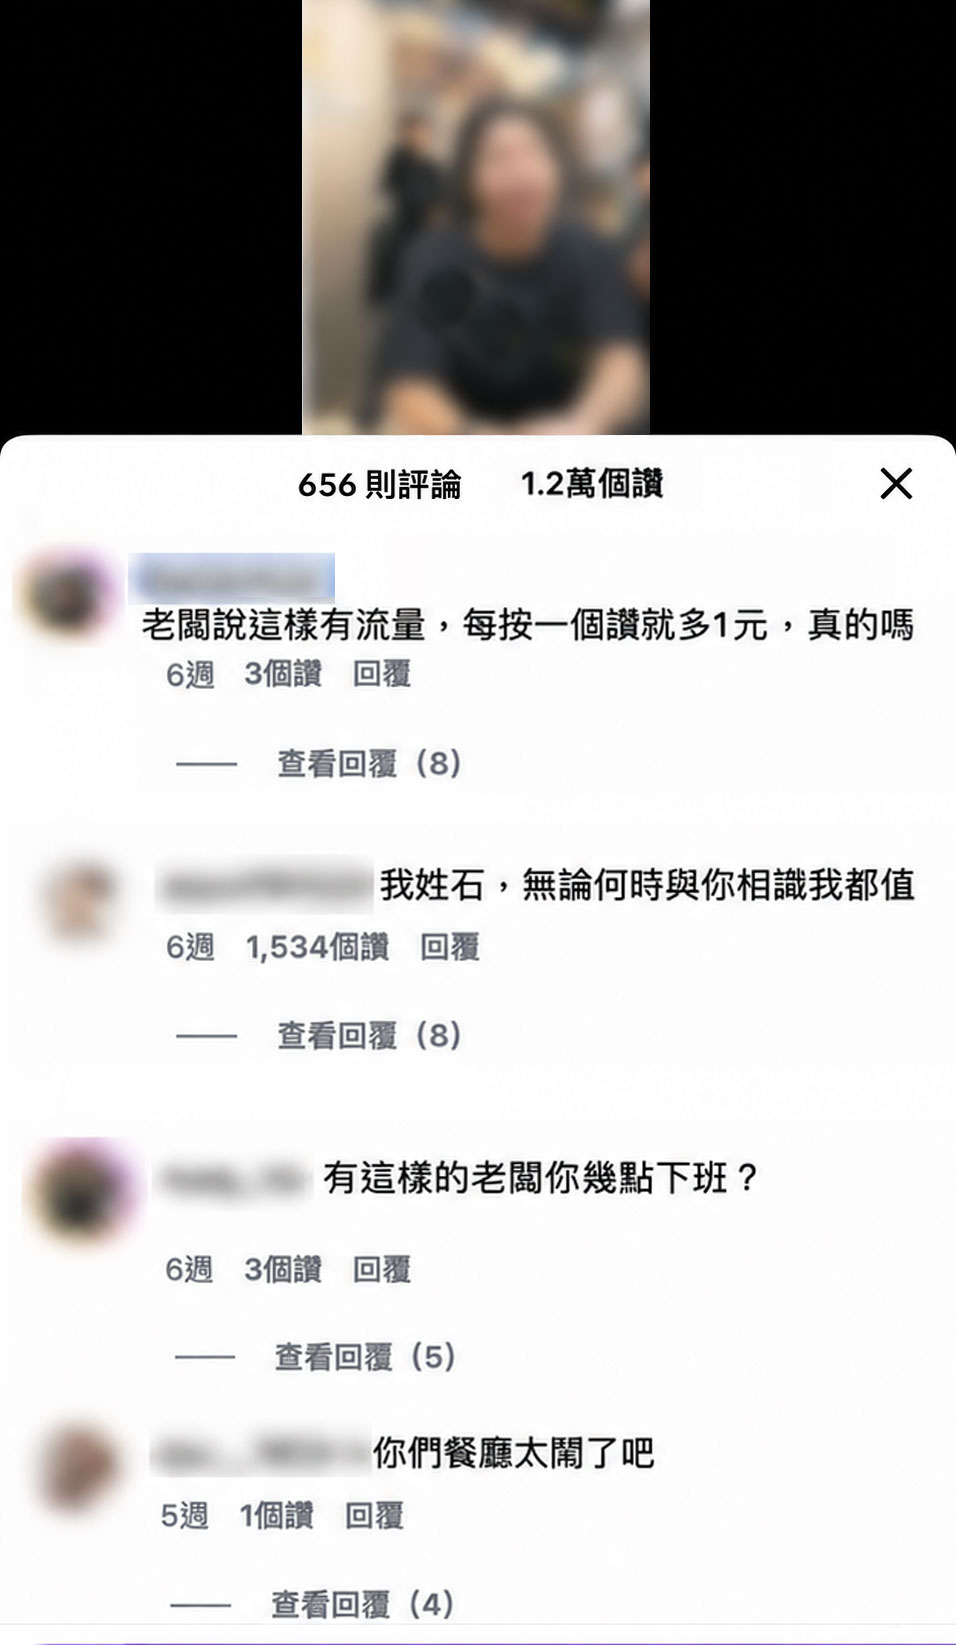 656 則評論 1.2萬個讚
老闆說這樣有流量，每按一個讚就多1元，真的嗎
6週 3個讚 回覆
查看回覆（8）
我姓石，無論何時與你相識我都值
6週 1,534個讚 回覆
查看回覆（8）
有這樣的老闆你幾點下班？
6週 3個讚 回覆
查看回覆（5）
你們餐廳太鬧了吧
5週 1個讚 回覆
查看回覆（4）